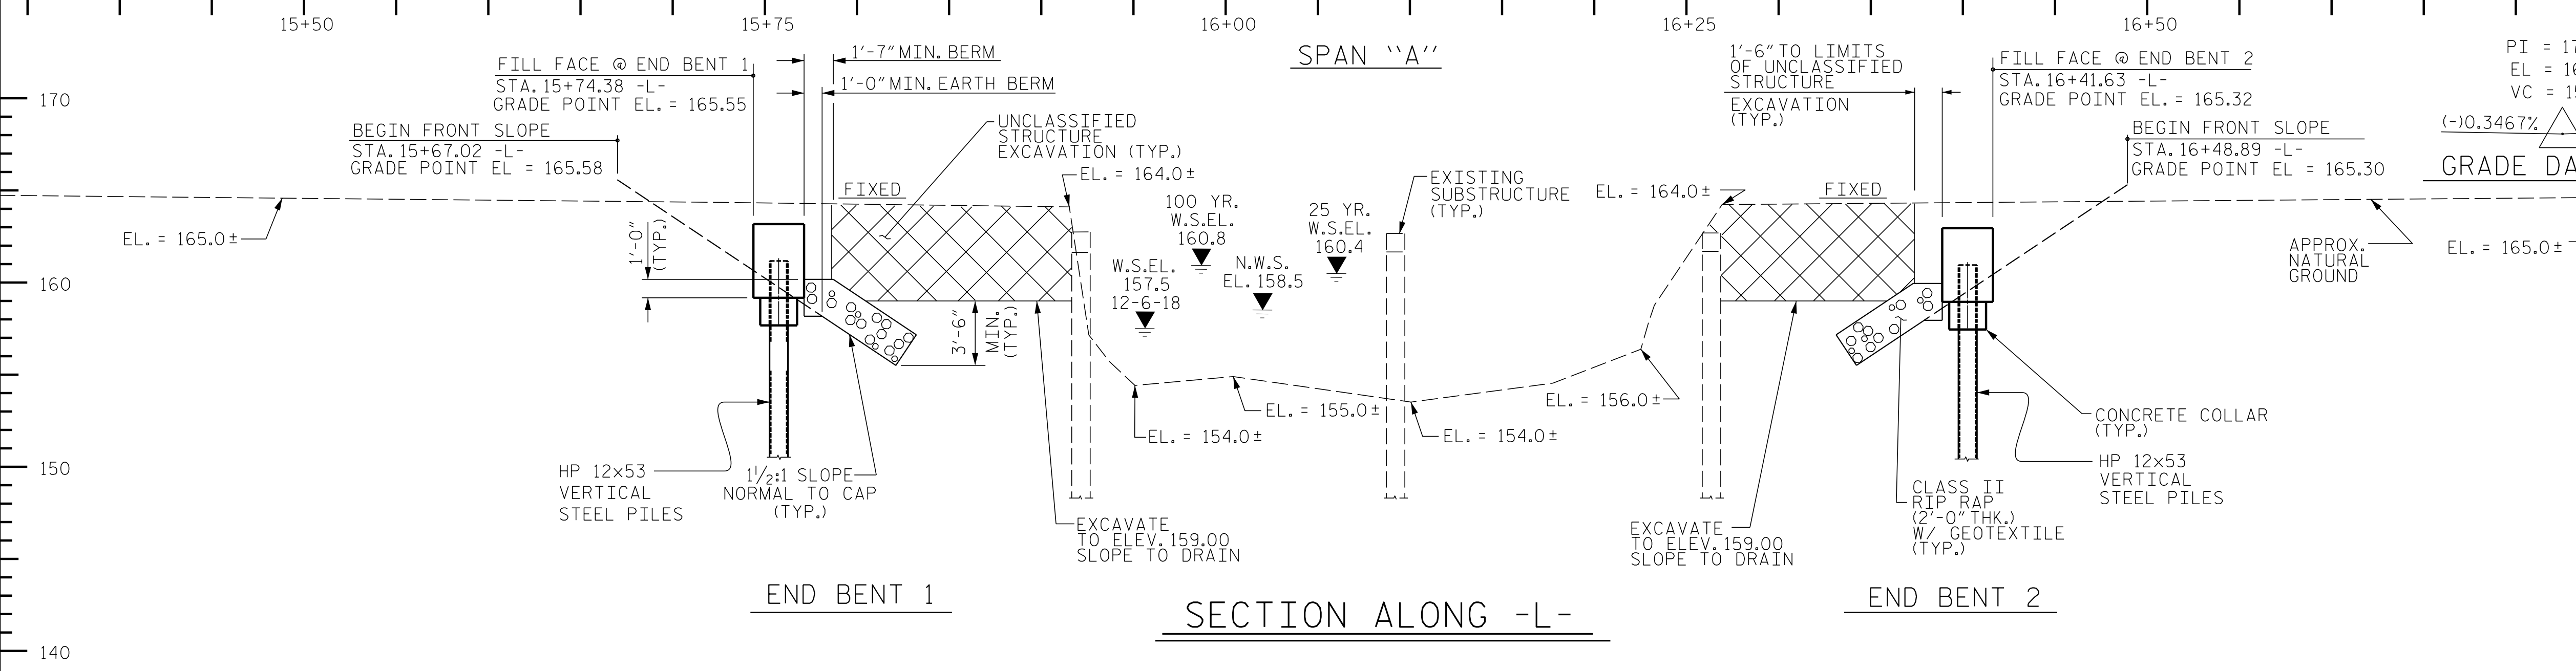 15+50
15+75
16+00
16+25
16+50
SPAN "A"
170
160
150
140
FILL FACE @ END BENT 1
STA. 15+74.38 -L-
GRADE POINT EL. = 165.55
BEGIN FRONT SLOPE
STA. 15+67.02 -L-
GRADE POINT EL = 165.58
1'-7" MIN. BERM
1'-0" MIN. EARTH BERM
UNCLASSIFIED
STRUCTURE
EXCAVATION (TYP.)
EL. = 164.0±
FIXED
EL. = 165.0±
1'-0"
(TYP.)
100 YR.
W.S.EL.
160.8
25 YR.
W.S.EL.
160.4
W.S.EL.
157.5
12-6-18
N.W.S.
EL. 158.5
EXISTING
SUBSTRUCTURE
(TYP.)
EL. = 164.0±
1'-6" TO LIMITS
OF UNCLASSIFIED
STRUCTURE
EXCAVATION
(TYP.)
FIXED
FILL FACE @ END BENT 2
STA. 16+41.63 -L-
GRADE POINT EL. = 165.32
BEGIN FRONT SLOPE
STA. 16+48.89 -L-
GRADE POINT EL = 165.30
PI = 17
EL = 16
VC = 15
(-)0.3467%
GRADE DA
APPROX.
NATURAL
GROUND
EL. = 165.0±
3'-6"
MIN.
(TYP.)
EL. = 154.0±
EL. = 155.0±
EL. = 154.0±
EL. = 156.0±
HP 12x53
VERTICAL
STEEL PILES
1½:1 SLOPE
NORMAL TO CAP
(TYP.)
EXCAVATE
TO ELEV. 159.00
SLOPE TO DRAIN
EXCAVATE
TO ELEV. 159.00
SLOPE TO DRAIN
CLASS II
RIP RAP
(2'-0" THK.)
W/ GEOTEXTILE
(TYP.)
CONCRETE COLLAR
(TYP.)
HP 12x53
VERTICAL
STEEL PILES
END BENT 1
SECTION ALONG -L-
END BENT 2